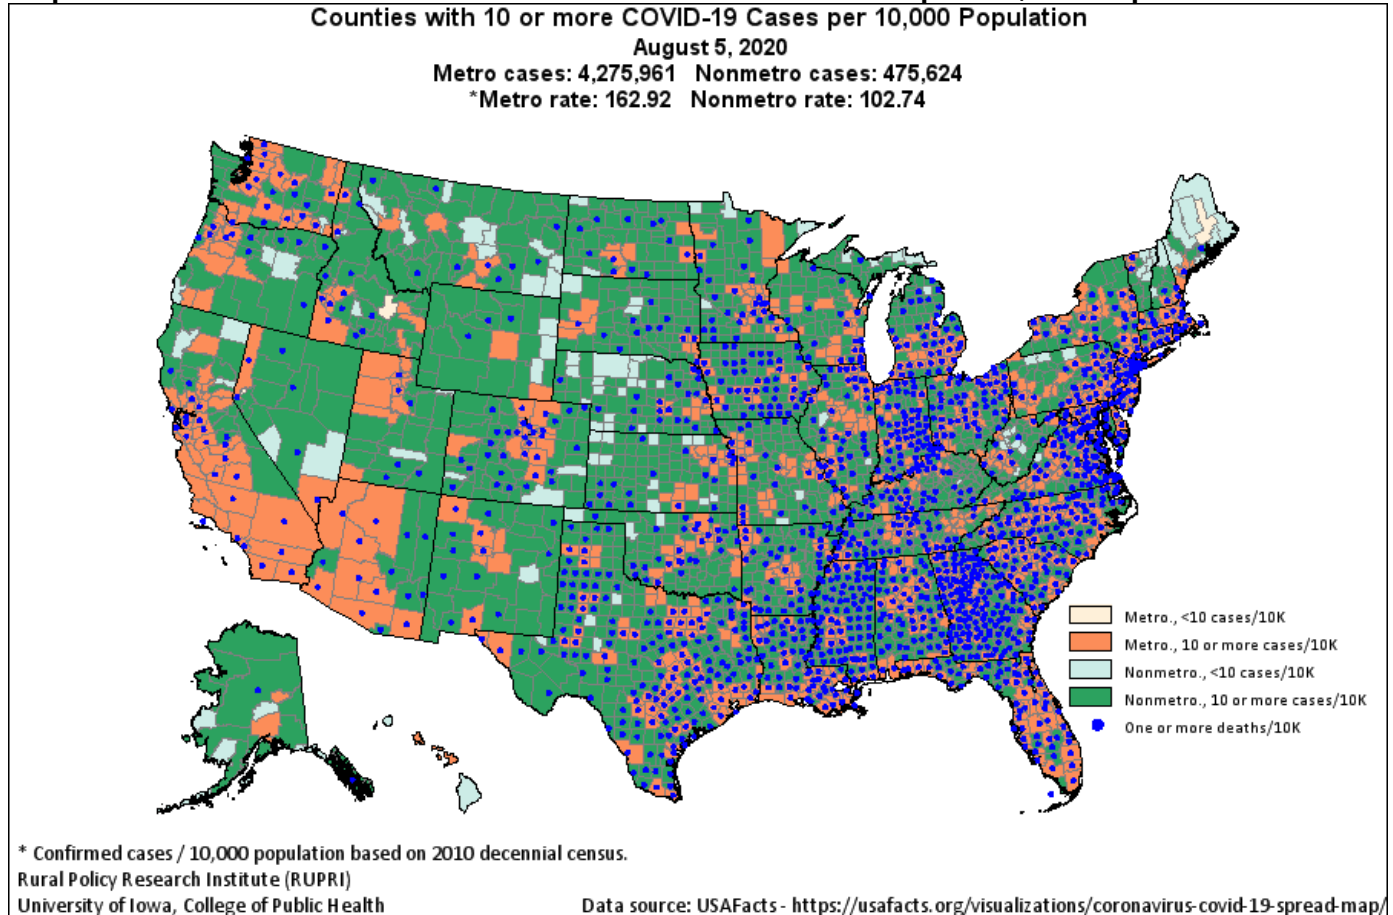 Counties with 10 or more COVID-19 Cases per 10,000 Population
August 5, 2020
Metro cases: 4,275,961 Nonmetro cases: 475,624
*Metro rate: 162.92 Nonmetro rate: 102.74
Metro., <10 cases/10K
Metro., 10 or more cases/10K
Nonmetro., <10 cases/10K
Nonmetro., 10 or more cases/10K
One or more deaths/10K
* Confirmed cases / 10,000 population based on 2010 decennial census.
Rural Policy Research Institute (RUPRI)
University of Iowa, College of Public Health
Data source: USAFacts - https://usafacts.org/visualizations/coronavirus-covid-19-spread-map/